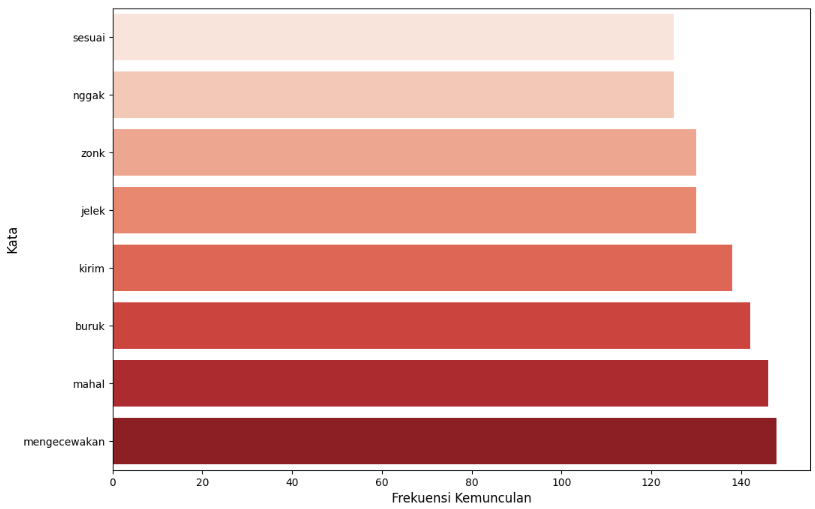 sesuai
nggak
zonk
jelek
kirim
buruk
mahal
mengecewakan
Kata
0 20 40 60 80 100 120 140
Frekuensi Kemunculan